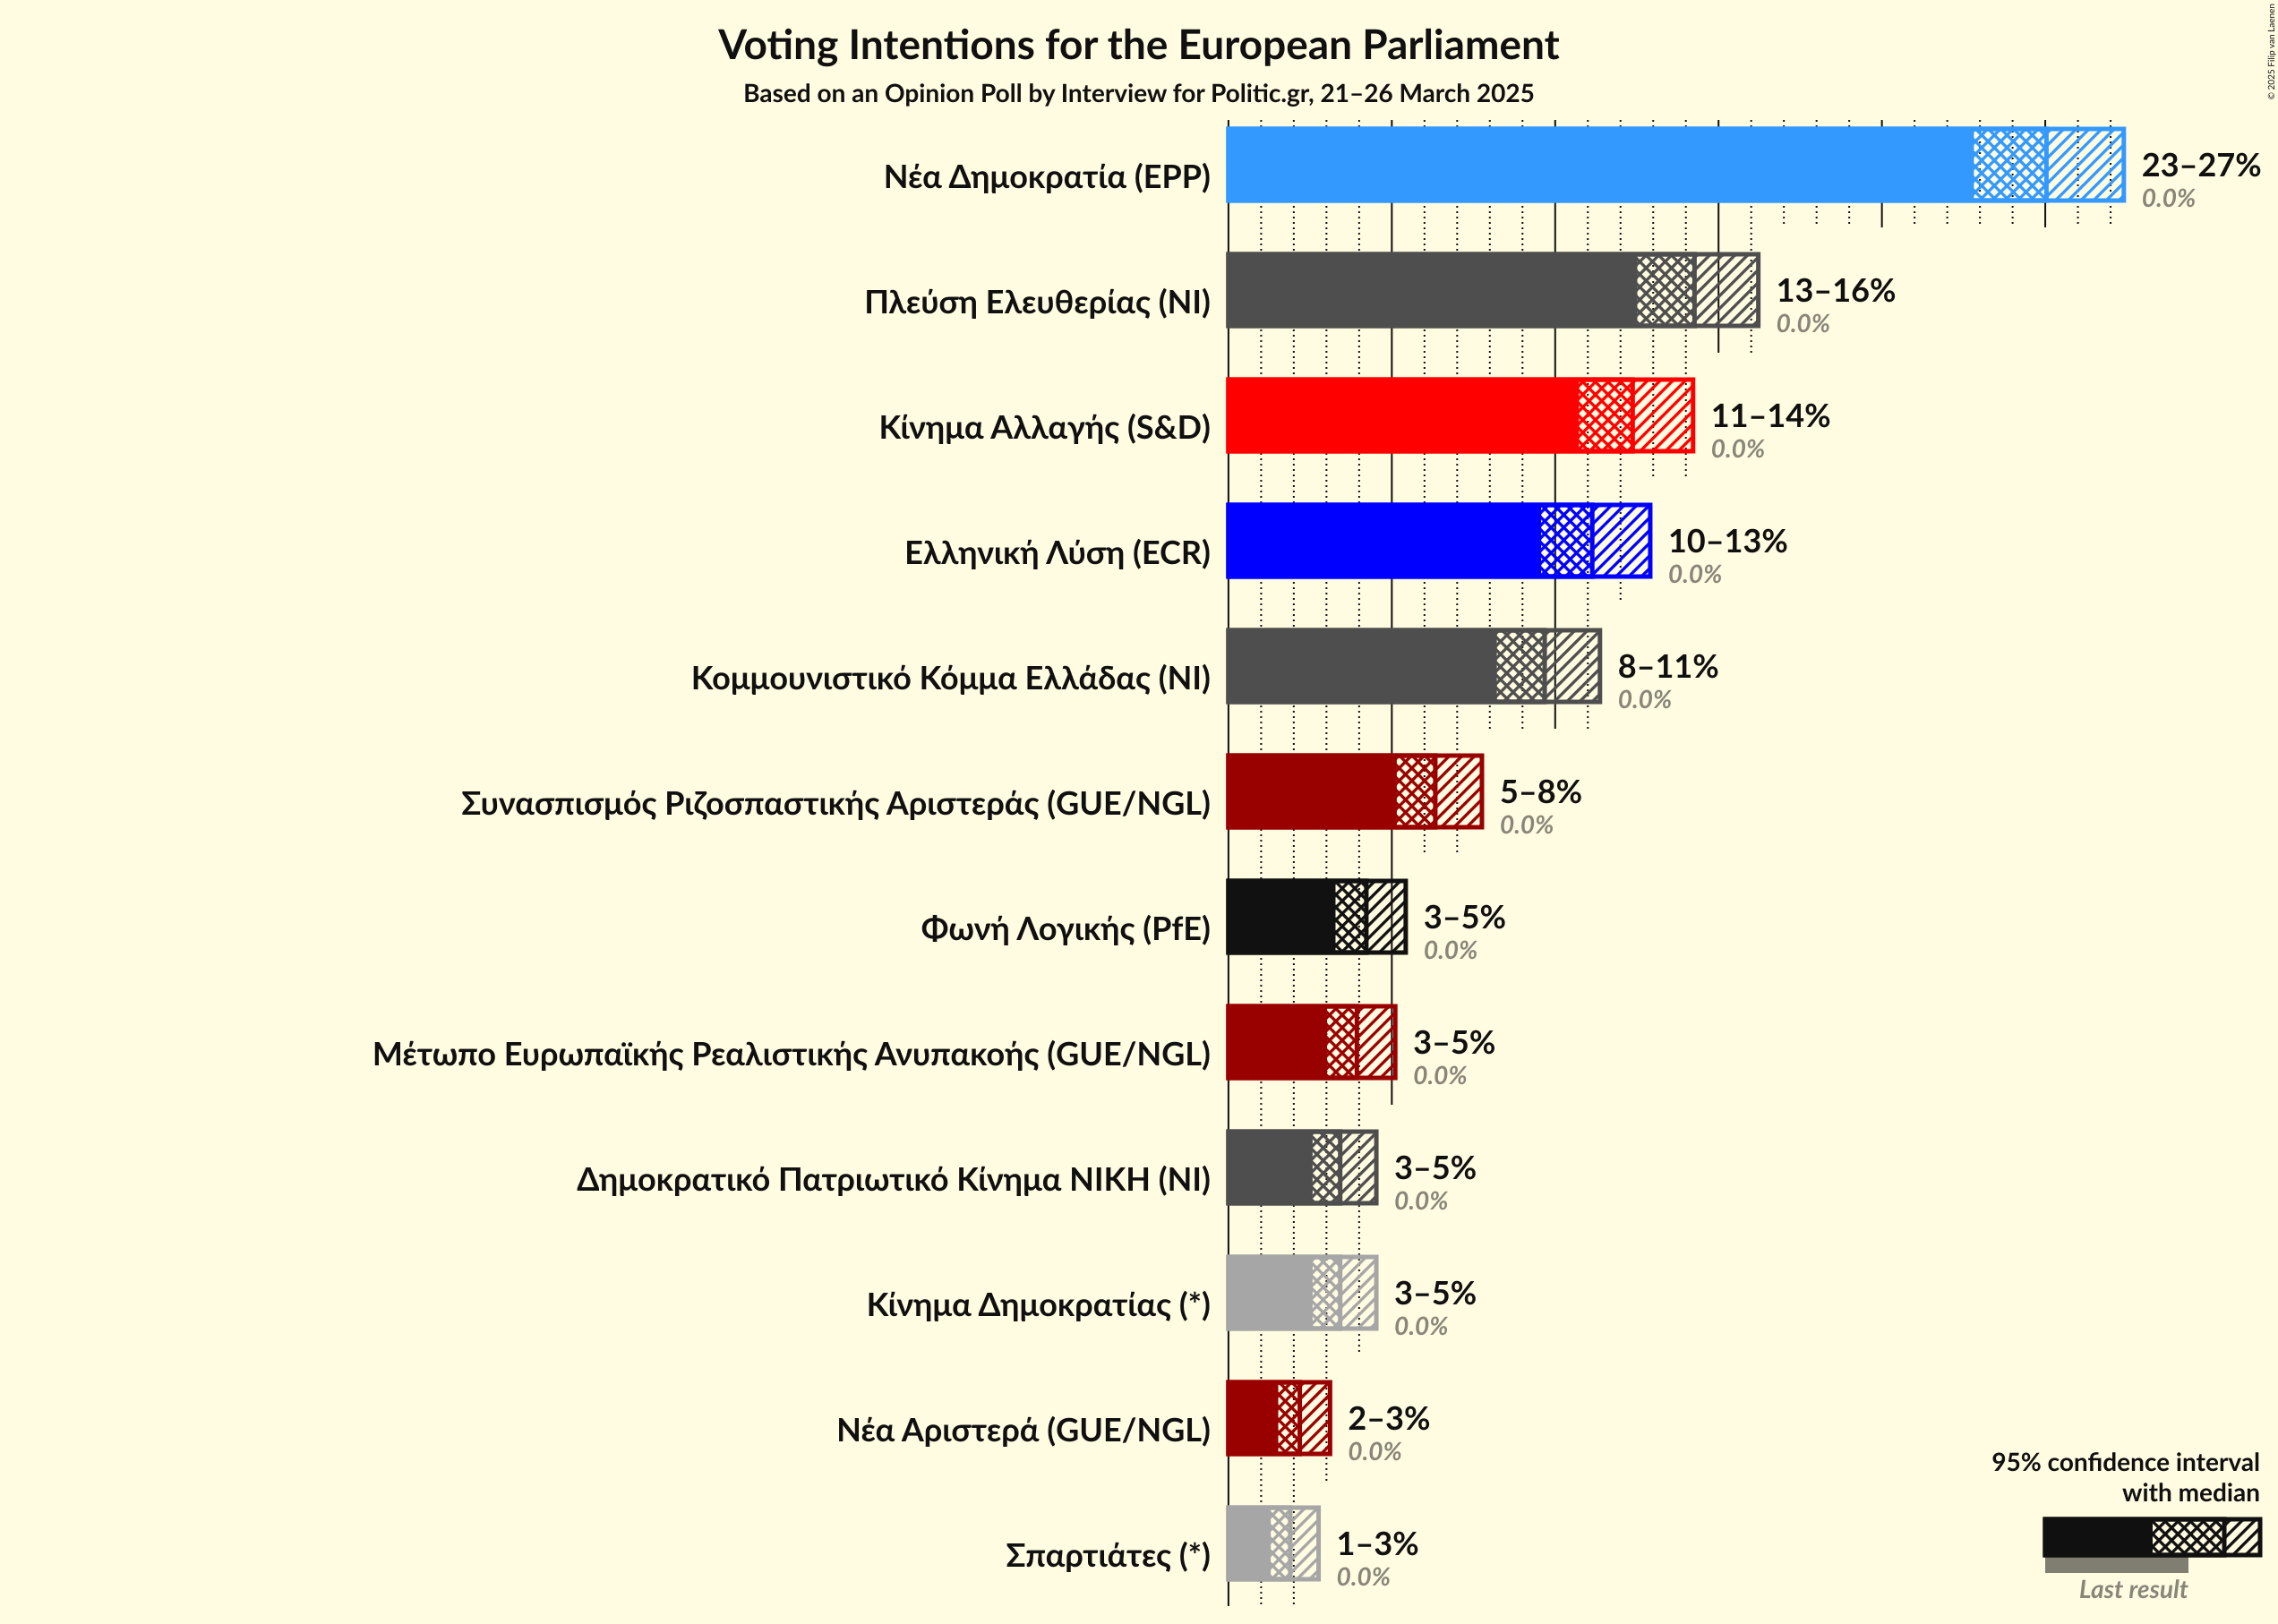 Voting Intentions for the European Parliament
Based on an Opinion Poll by Interview for Politic.gr, 21–26 March 2025
© 2025 Filip van Laenen
Νέα Δημοκρατία (EPP)
23–27%
0.0%
Πλεύση Ελευθερίας (NI)
13–16%
0.0%
Κίνημα Αλλαγής (S&D)
11–14%
0.0%
Ελληνική Λύση (ECR)
10–13%
0.0%
Κομμουνιστικό Κόμμα Ελλάδας (NI)
8–11%
0.0%
Συνασπισμός Ριζοσπαστικής Αριστεράς (GUE/NGL)
5–8%
0.0%
Φωνή Λογικής (PfE)
3–5%
0.0%
Μέτωπο Ευρωπαϊκής Ρεαλιστικής Ανυπακοής (GUE/NGL)
3–5%
0.0%
Δημοκρατικό Πατριωτικό Κίνημα ΝΙΚΗ (NI)
3–5%
0.0%
Κίνημα Δημοκρατίας (*)
3–5%
0.0%
Νέα Αριστερά (GUE/NGL)
2–3%
0.0%
Σπαρτιάτες (*)
1–3%
0.0%
95% confidence interval
with median
Last result